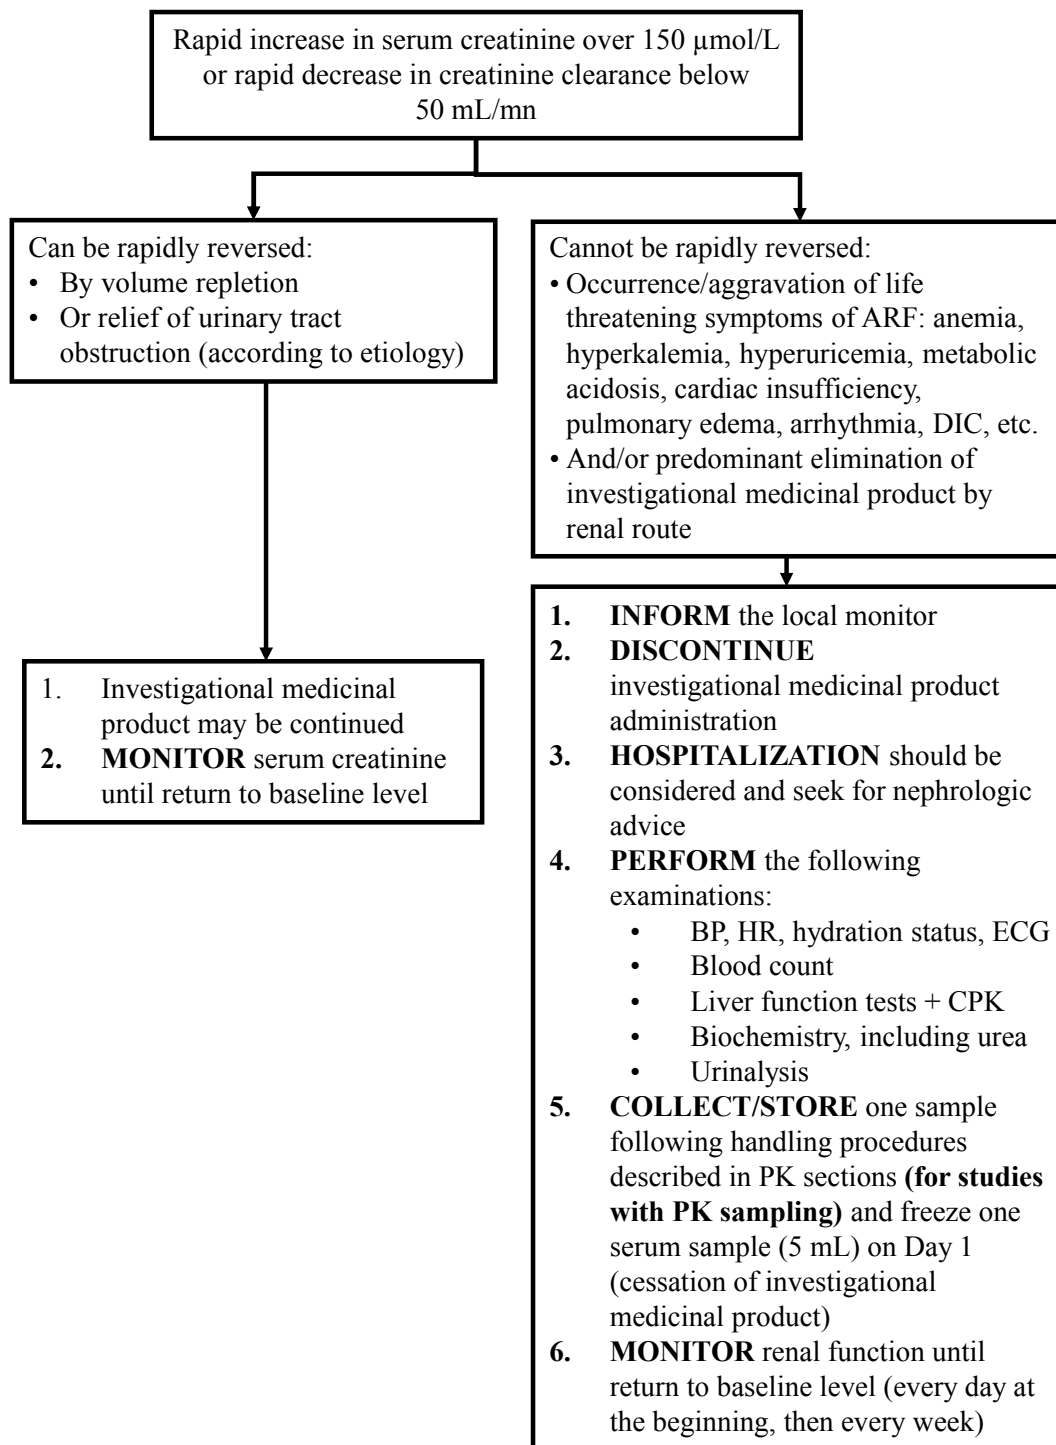 Rapid increase in serum creatinine over 150 µmol/L
or rapid decrease in creatinine clearance below
50 mL/mn
Can be rapidly reversed:
• By volume repletion
• Or relief of urinary tract
obstruction (according to etiology)
Cannot be rapidly reversed:
• Occurrence/aggravation of life
threatening symptoms of ARF: anemia,
hyperkalemia, hyperuricemia, metabolic
acidosis, cardiac insufficiency,
pulmonary edema, arrhythmia, DIC, etc.
• And/or predominant elimination of
investigational medicinal product by
renal route
1. Investigational medicinal
product may be continued
2. MONITOR serum creatinine
until return to baseline level
1. INFORM the local monitor
2. DISCONTINUE
investigational medicinal product
administration
3. HOSPITALIZATION should be
considered and seek for nephrologic
advice
4. PERFORM the following
examinations:
• BP, HR, hydration status, ECG
• Blood count
• Liver function tests + CPK
• Biochemistry, including urea
• Urinalysis
5. COLLECT/STORE one sample
following handling procedures
described in PK sections (for studies
with PK sampling) and freeze one
serum sample (5 mL) on Day 1
(cessation of investigational
medicinal product)
6. MONITOR renal function until
return to baseline level (every day at
the beginning, then every week)